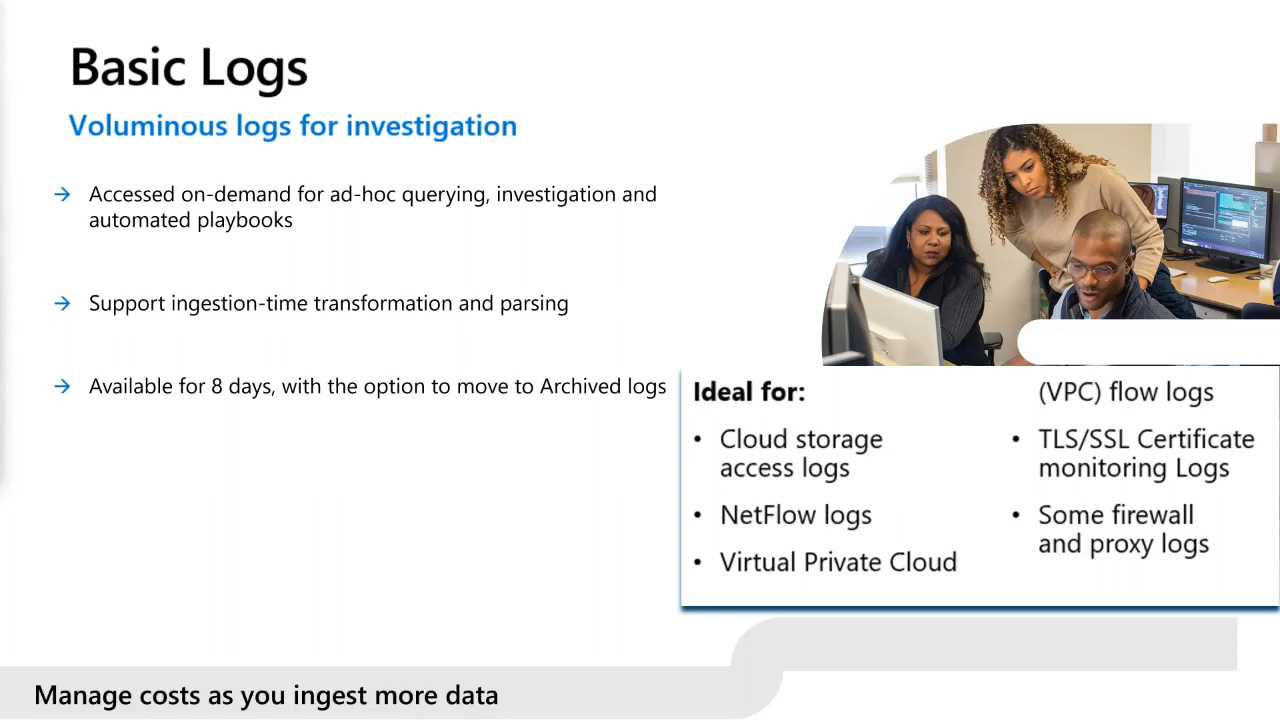 Basic Logs
Voluminous logs for investigation
→ Accessed on-demand for ad-hoc querying, investigation and
automated playbooks
→ Support ingestion-time transformation and parsing
→ Available for 8 days, with the option to move to Archived logs
Ideal for:
• Cloud storage
access logs
• NetFlow logs
• Virtual Private Cloud
(VPC) flow logs
• TLS/SSL Certificate
monitoring Logs
• Some firewall
and proxy logs
Manage costs as you ingest more data